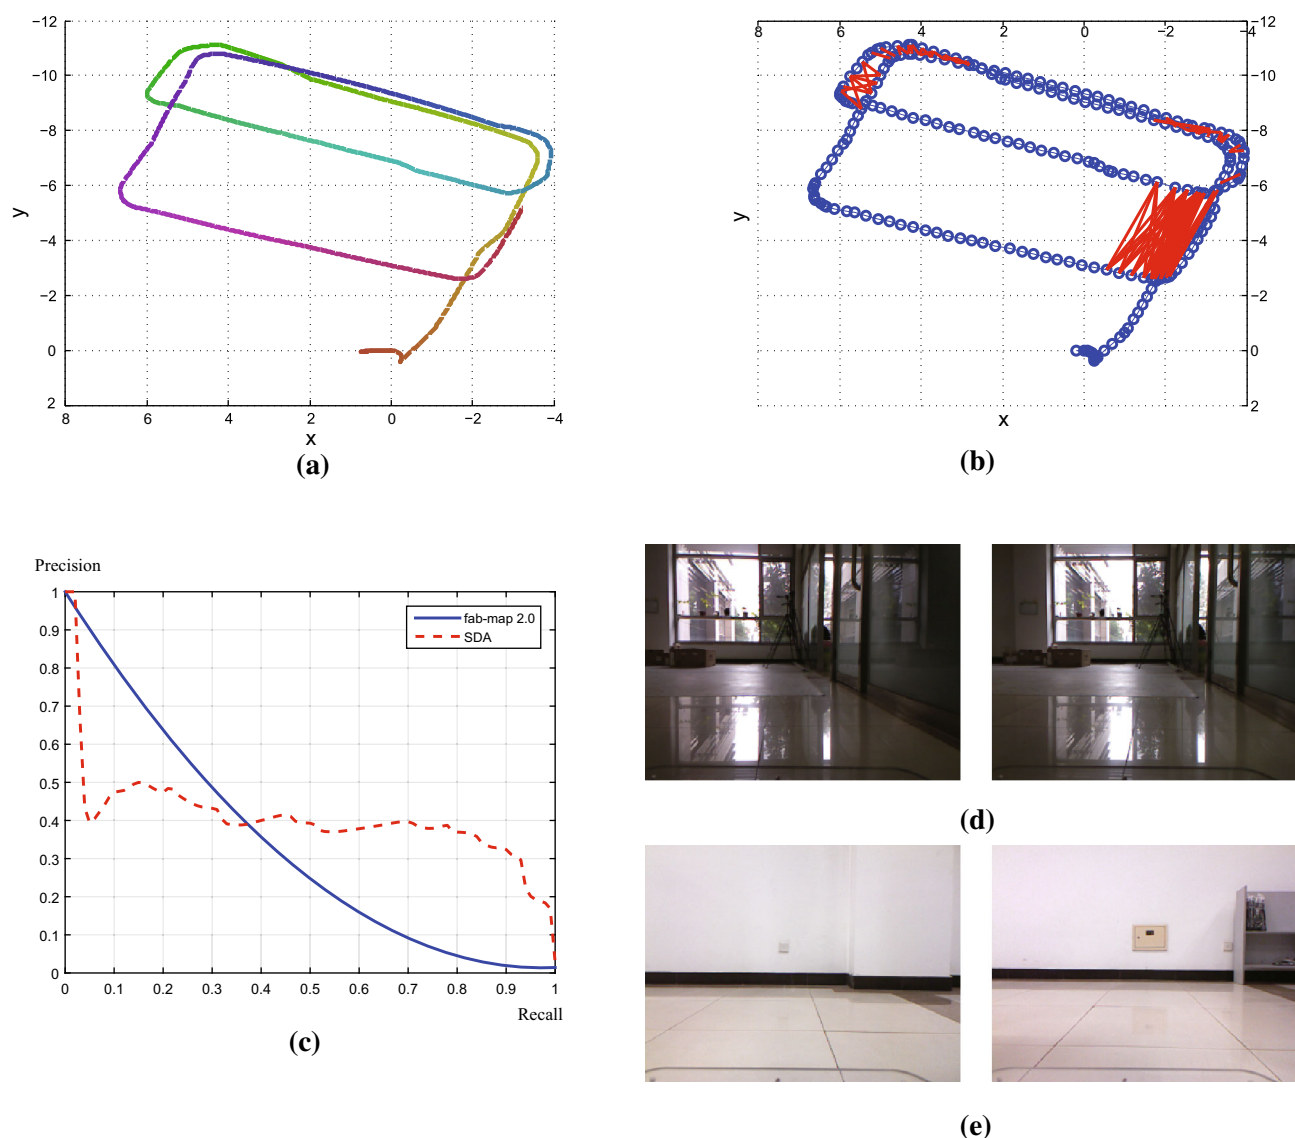 −12
−10
−8
−6
−4
−2
0
2
y
8 6 4 2 0 −2 −4
x
(a)
8 6 4 2 0 −2 −4
−12
−10
−8
−6
−4
−2
0
2
y
x
(b)
Precision
1
0.9
0.8
0.7
0.6
0.5
0.4
0.3
0.2
0.1
0
fab-map 2.0
SDA
0 0.1 0.2 0.3 0.4 0.5 0.6 0.7 0.8 0.9 1
Recall
(c)
(d)
(e)